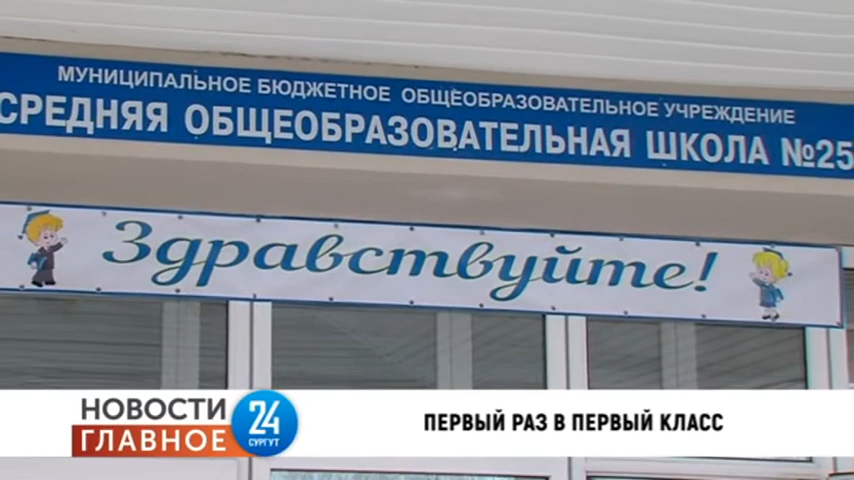 МУНИЦИПАЛЬНОЕ БЮДЖЕТНОЕ ОБЩЕОБРАЗОВАТЕЛЬНОЕ УЧРЕЖДЕНИЕ
СРЕДНЯЯ ОБЩЕОБРАЗОВАТЕЛЬНАЯ ШКОЛА №25
Здравствуйте!
НОВОСТИ
ГЛАВНОЕ
24
СУРГУТ
ПЕРВЫЙ РАЗ В ПЕРВЫЙ КЛАСС